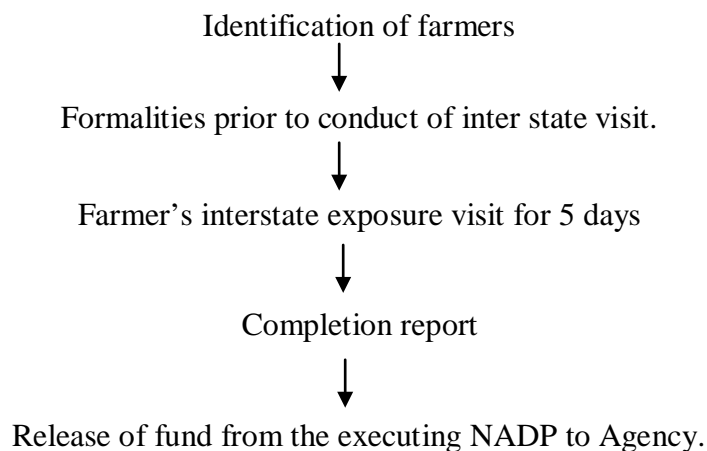 Identification of farmers
Formalities prior to conduct of inter state visit.
Farmer’s interstate exposure visit for 5 days
Completion report
Release of fund from the executing NADP to Agency.